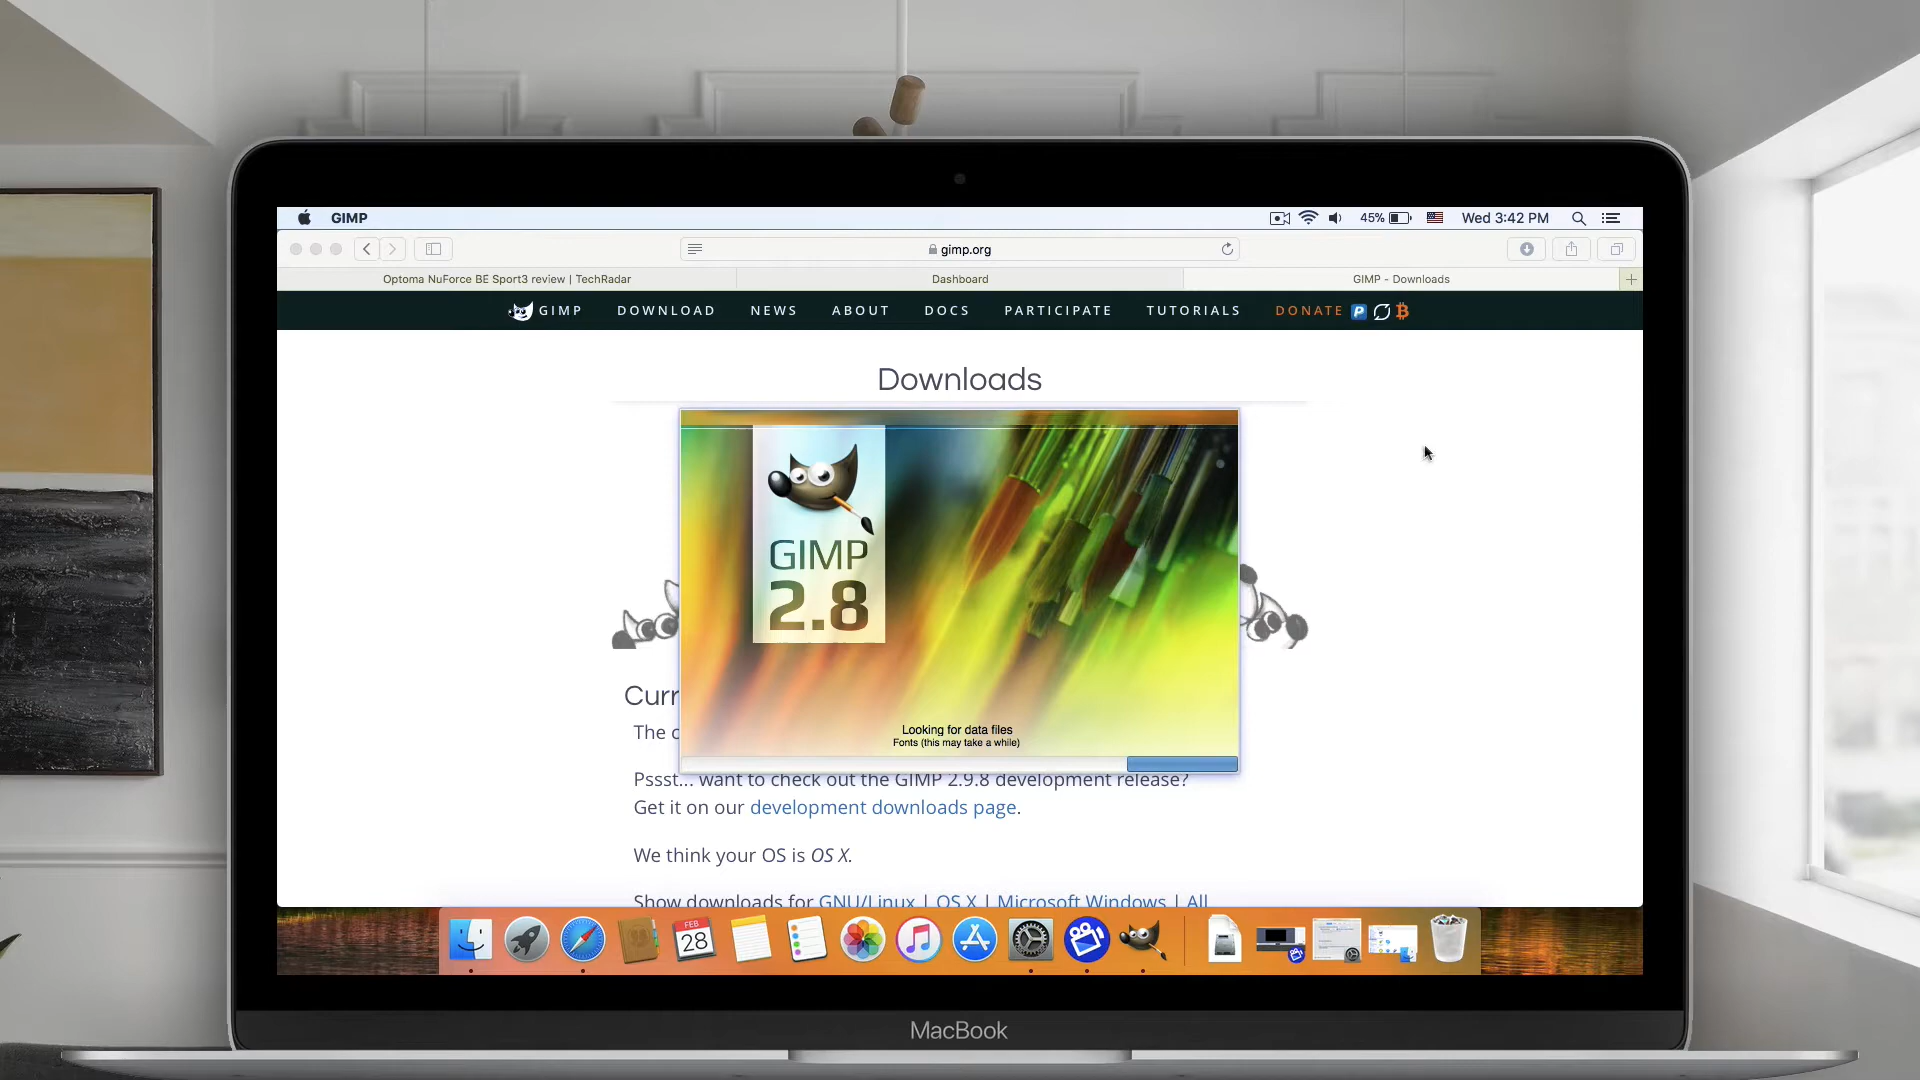 GIMP
45%
Wed 3:42 PM
gimp.org
Optoma NuForce BE Sport3 review | TechRadar
Dashboard
GIMP - Downloads
GIMP
DOWNLOAD
NEWS
ABOUT
DOCS
PARTICIPATE
TUTORIALS
DONATE
Downloads
GIMP
2.8
Looking for data files
Fonts (this may take a while)
Curr
The c
Pssst... want to check out the GIMP 2.9.8 development release?
Get it on our development downloads page.
We think your OS is OS X.
Show downloads for GNU/Linux | OS X | Microsoft Windows | All
FEB
28
MacBook